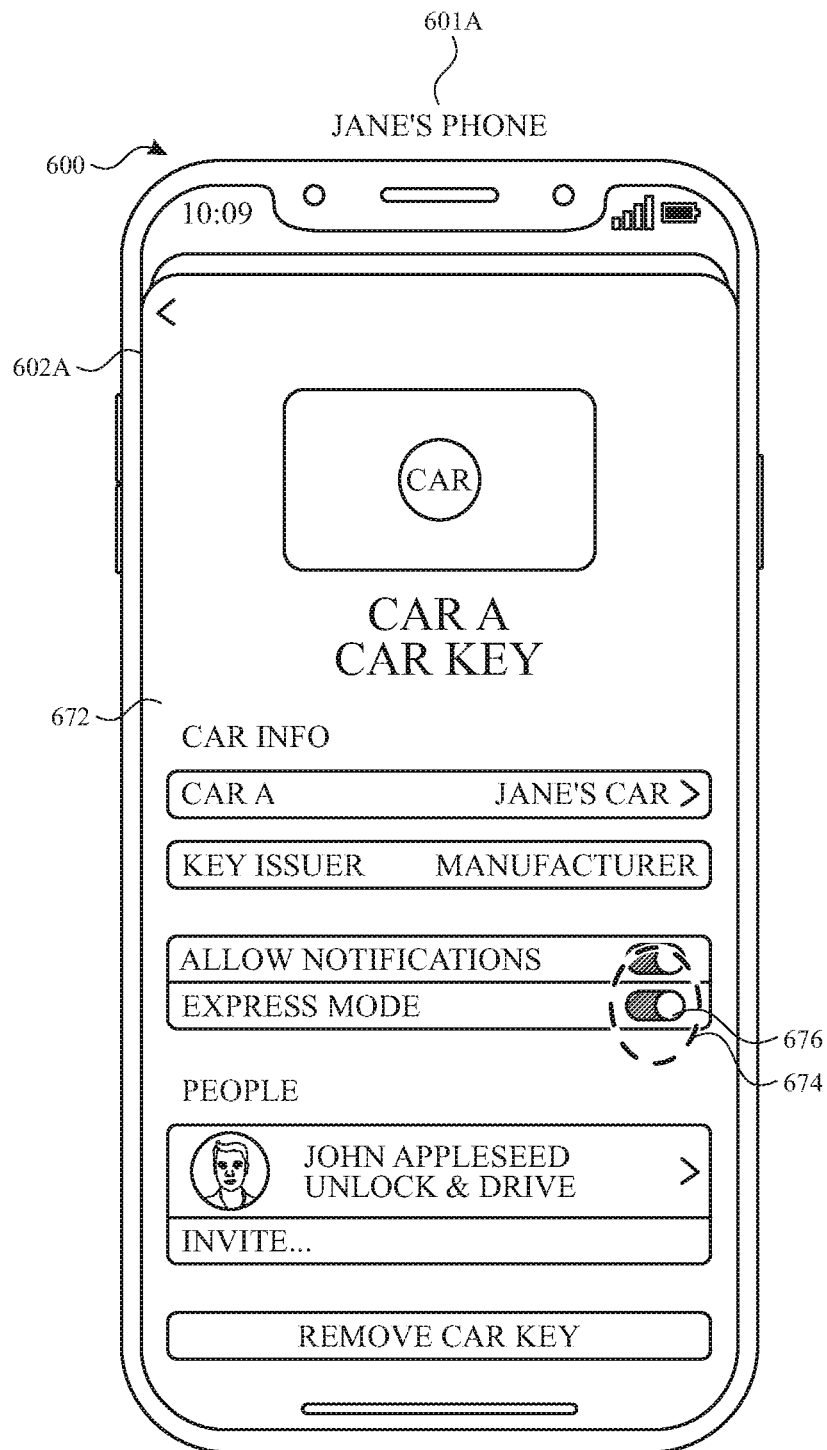 601A
JANE'S PHONE
600
10:09
<
602A
CAR
CAR A
CAR KEY
672
CAR INFO
CAR A JANE'S CAR >
KEY ISSUER MANUFACTURER
ALLOW NOTIFICATIONS
EXPRESS MODE
676
674
PEOPLE
JOHN APPLESEED
UNLOCK & DRIVE >
INVITE...
REMOVE CAR KEY